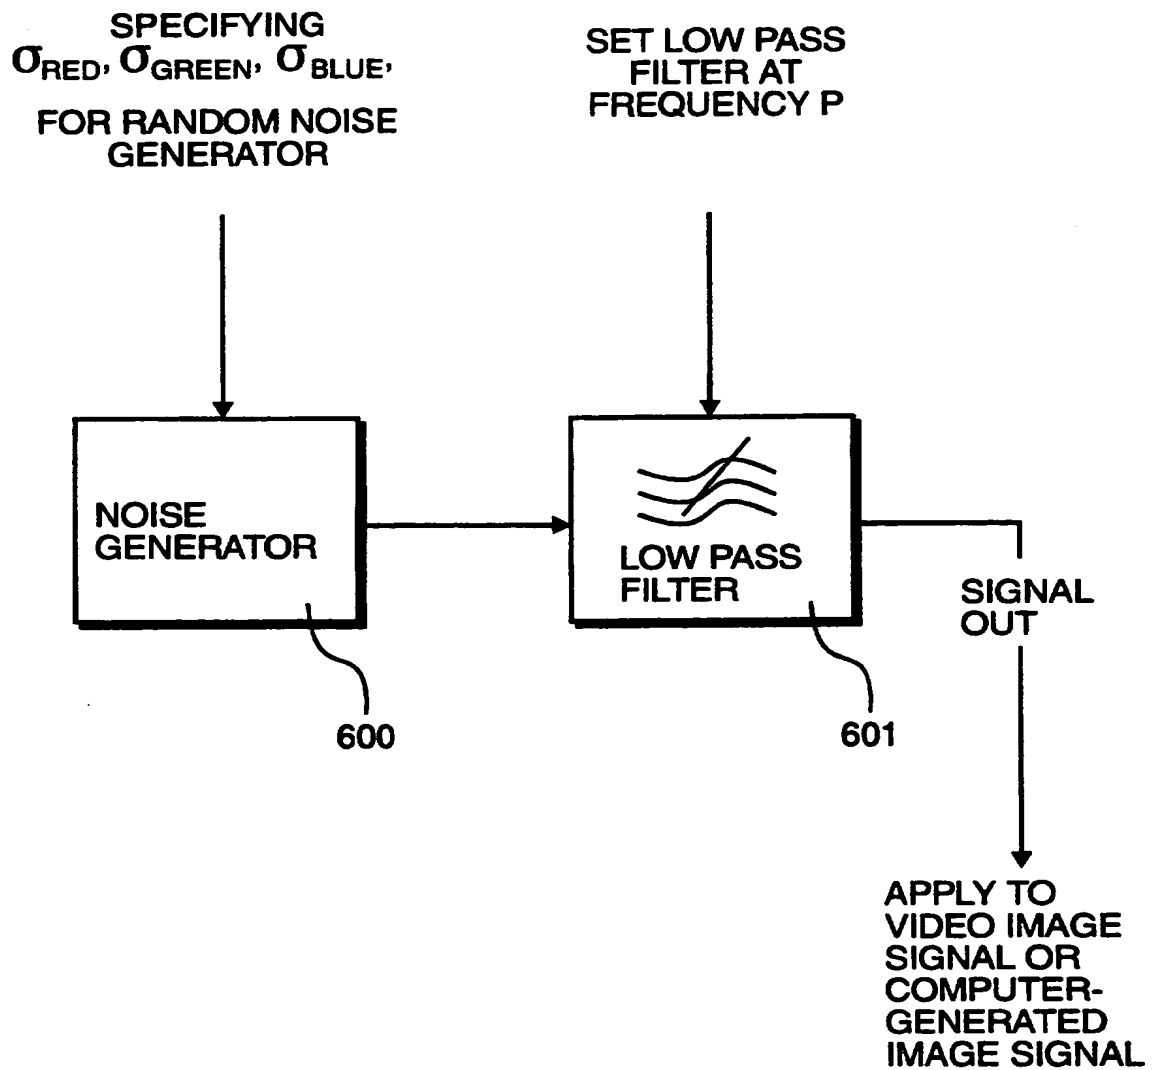 SPECIFYING
σRED, σGREEN, σBLUE,
FOR RANDOM NOISE
GENERATOR
SET LOW PASS
FILTER AT
FREQUENCY P
NOISE
GENERATOR
600
LOW PASS
FILTER
601
SIGNAL
OUT
APPLY TO
VIDEO IMAGE
SIGNAL OR
COMPUTER-
GENERATED
IMAGE SIGNAL